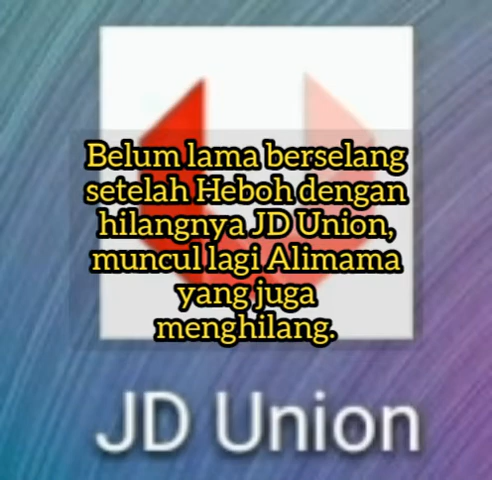 Belum lama berselang
setelah Heboh dengan
hilangnya JD Union,
muncul lagi Alimama
yang juga
menghilang.
JD Union